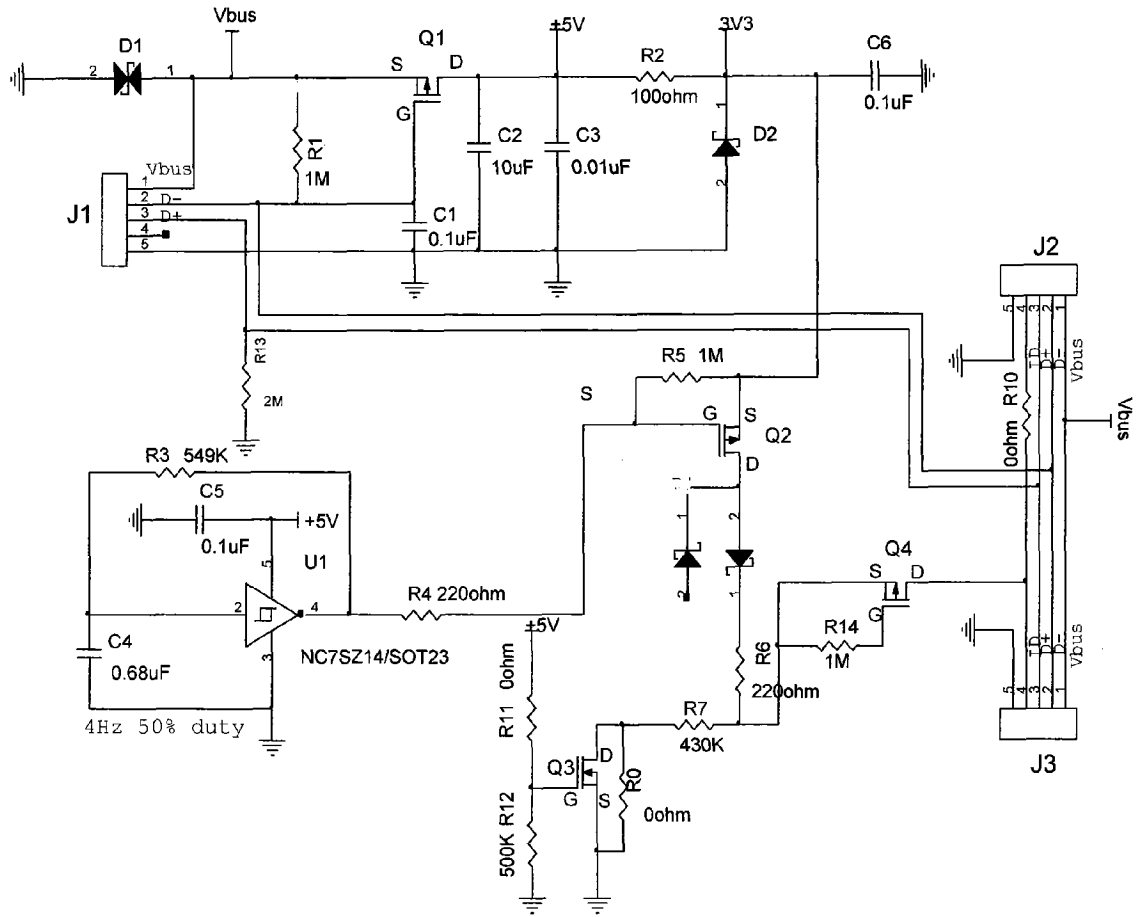 Vbus
D1
2
1
Q1
S
D
G
+5V
R2
100ohm
3V3
C6
0.1uF
R1
1M
C2
10uF
C3
0.01uF
1
D2
2
Vbus
1
2
D-
3
D+
4
5
J1
C1
0.1uF
J2
5
4
3
2
1
ID
D+
D-
Vbus
R13
2M
R5 1M
S
G
S
Q2
D
R10
0ohm
Vbus
R3 549K
C5
0.1uF
+5V
5
U1
2
4
3
NC7SZ14/SOT23
C4
0.68uF
4Hz 50% duty
R4 220ohm
1
2
2
1
Q4
S
D
G
R14
1M
+5V
R11 0ohm
R6
220ohm
R7
430K
Q3
D
G
S
R0
0ohm
500K R12
ID
D+
D-
Vbus
5
4
3
2
1
J3